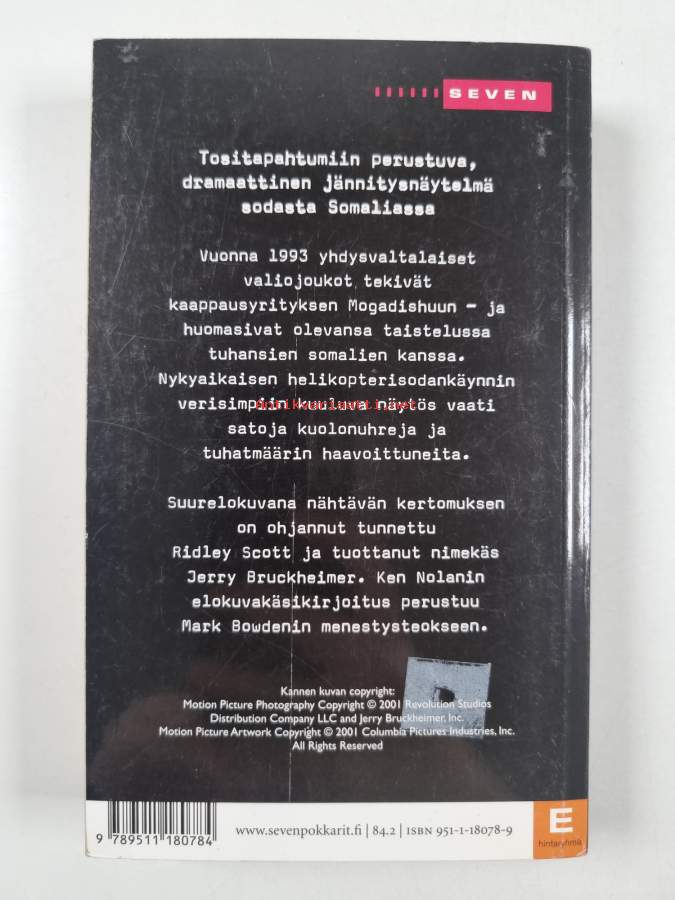 SEVEN
Tositapahtumiin perustuva,
dramaattinen jännitysnäytelmä
sodasta Somaliassa
Vuonna 1993 yhdysvaltalaiset
valiojoukot tekivät
kaappausyrityksen Mogadishuun – ja
huomasivat olevansa taistelussa
tuhansien somalien kanssa.
Nykyaikaisen helikopterisodankäynnin
verisimpiin kuuluva näytös vaati
antikvariaatti.net
satoja kuolonuhreja ja
tuhatmäärin haavoittuneita.
Suurelokuvana nähtävän kertomuksen
on ohjannut tunnettu
Ridley Scott ja tuottanut nimekäs
Jerry Bruckheimer. Ken Nolanin
elokuvakäsikirjoitus perustuu
Mark Bowdenin menestysteokseen.
Kannen kuvan copyright:
Motion Picture Photography Copyright © 2001 Revolution Studios
Distribution Company LLC and Jerry Bruckheimer, Inc.
Motion Picture Artwork Copyright © 2001 Columbia Pictures Industries, Inc.
All Rights Reserved
9 789511 180784
www.sevenpokkarit.fi | 84.2 | ISBN 951-1-18078-9
E
hintaryhmä